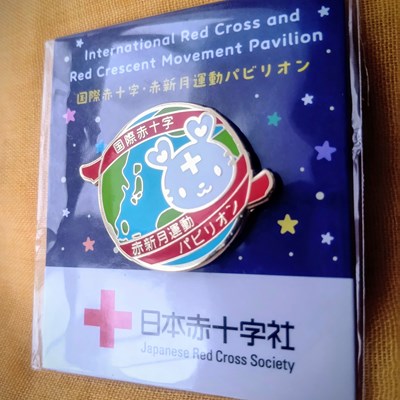 International Red Cross and
Red Crescent Movement Pavilion
国際赤十字・赤新月運動パビリオン
国際赤十字
赤新月運動
パビリオン
日本赤十字社
Japanese Red Cross Society